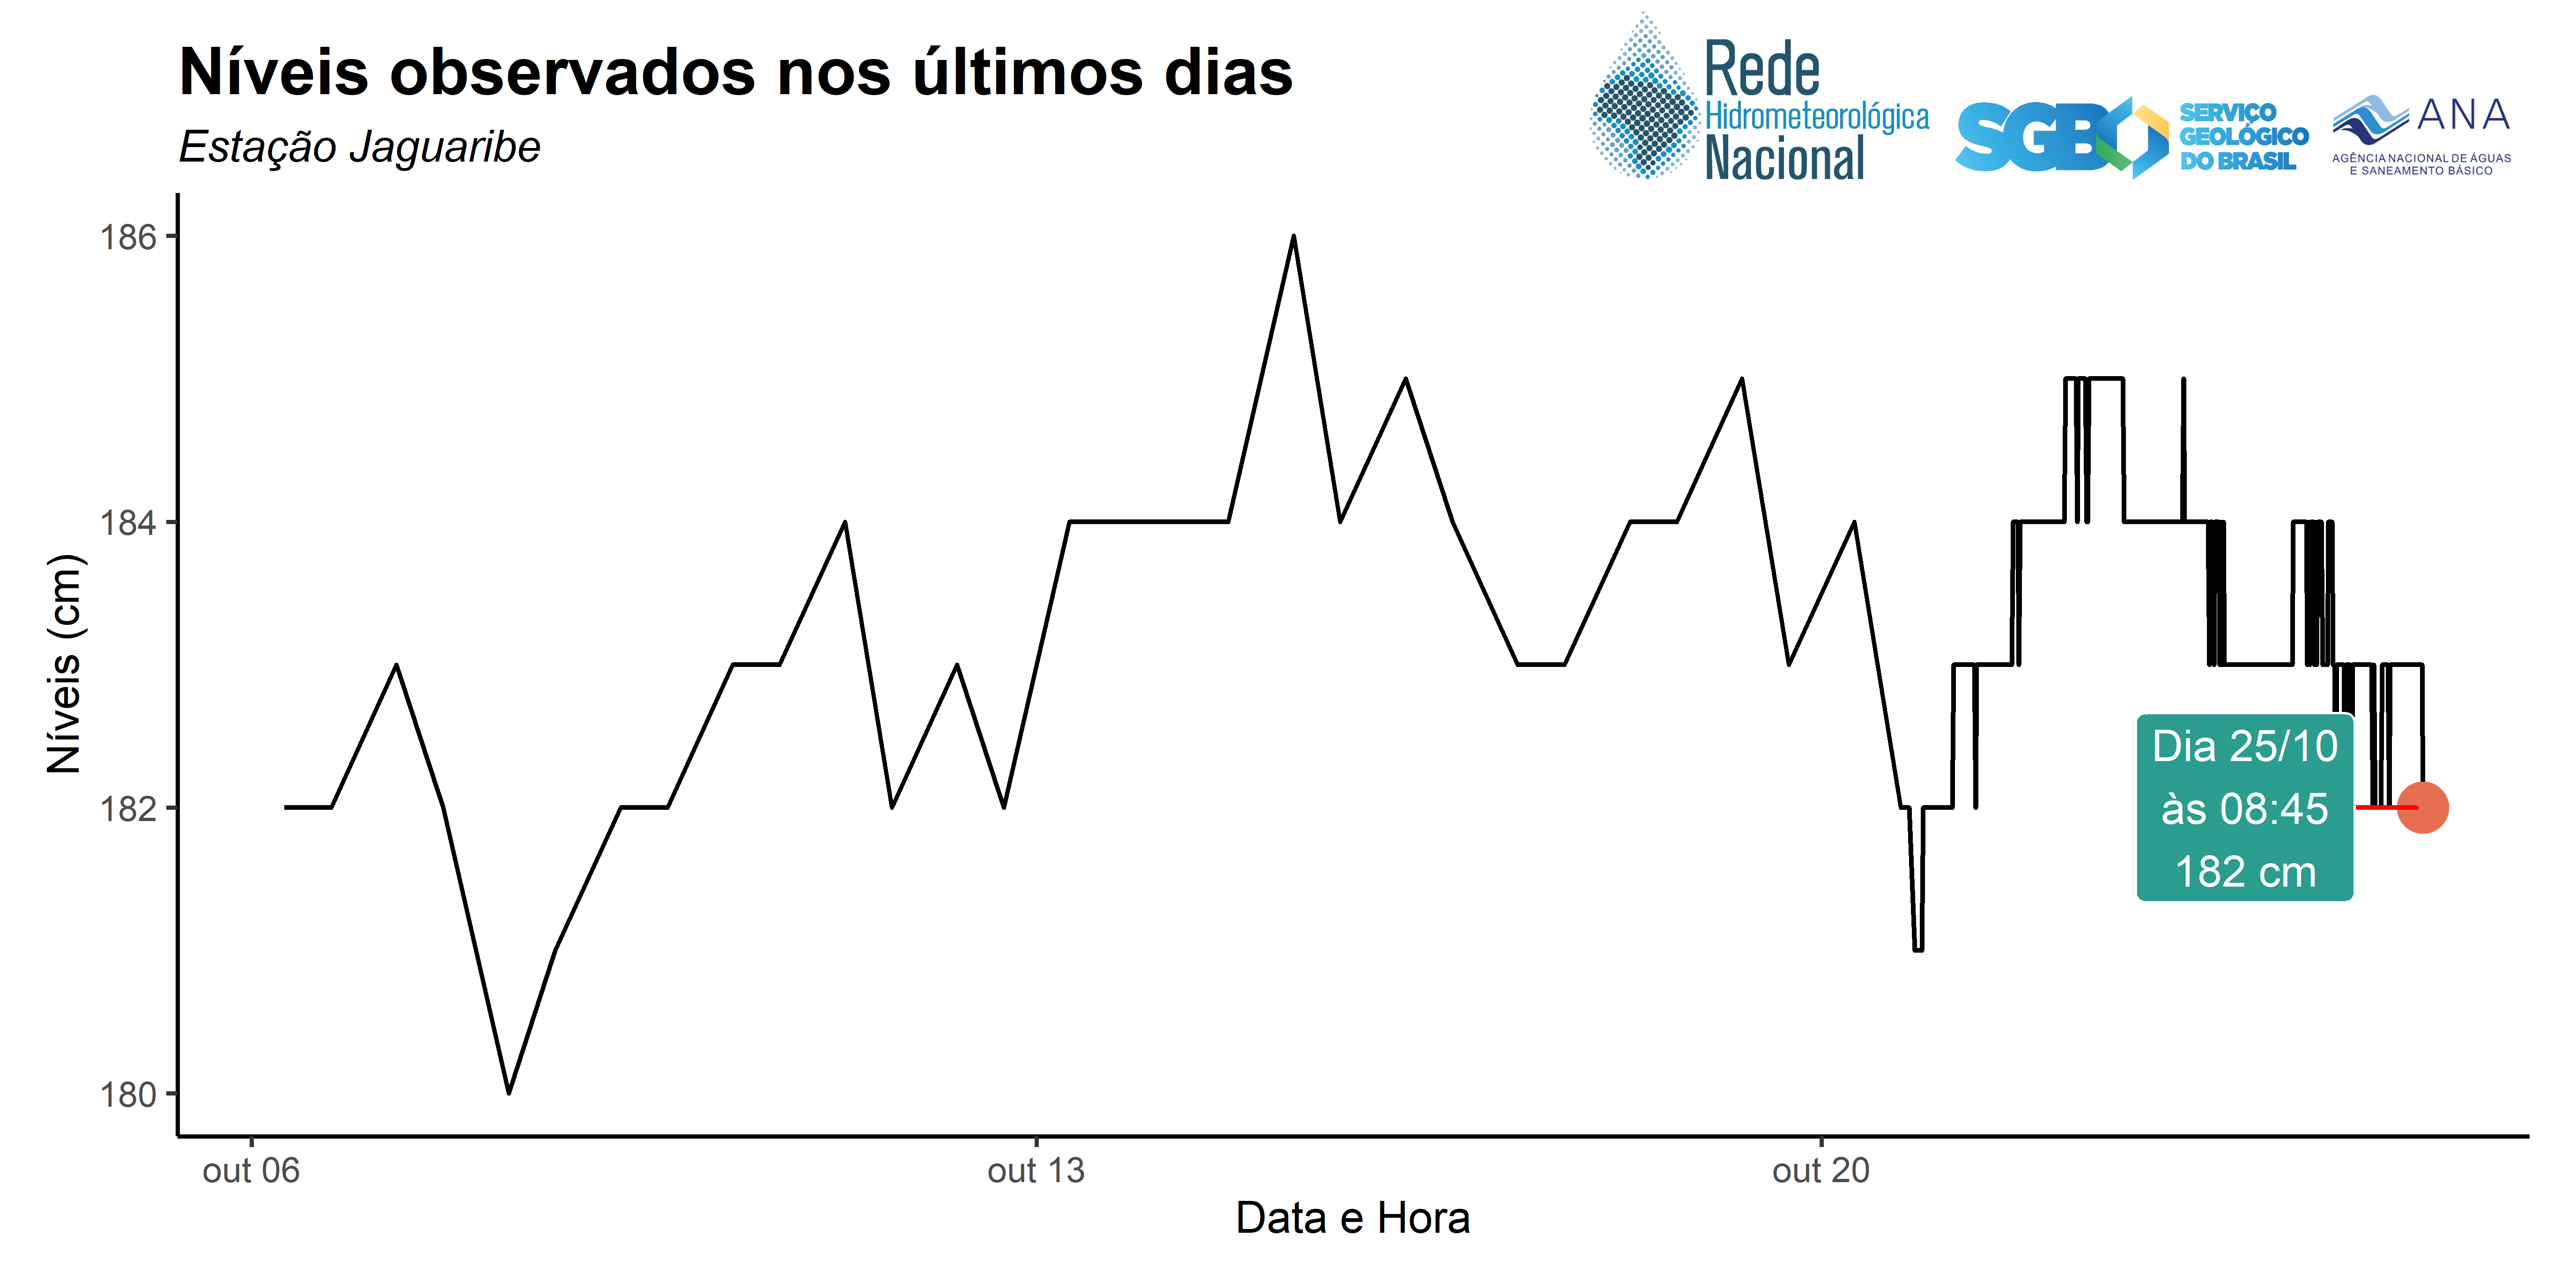 Níveis observados nos últimos dias
Estação Jaguaribe
Rede
Hidrometeorológica
Nacional
SGB
SERVIÇO
GEOLÓGICO
DO BRASIL
ANA
AGÊNCIA NACIONAL DE ÁGUAS
E SANEAMENTO BÁSICO
Níveis (cm)
186
184
182
180
Dia 25/10
às 08:45
182 cm
out 06
out 13
out 20
Data e Hora